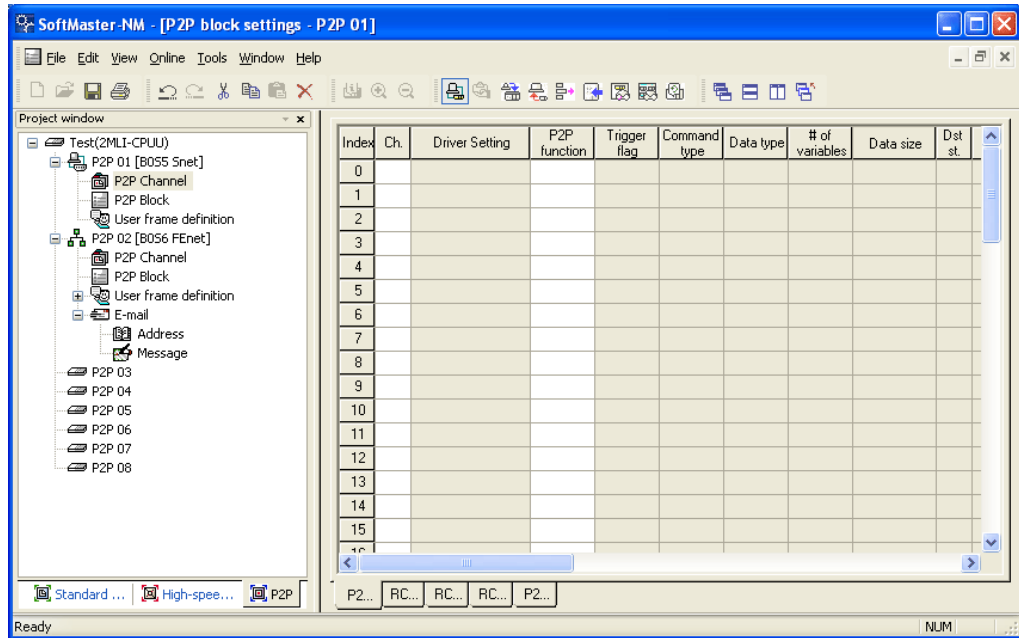 SoftMaster-NM - [P2P block settings - P2P 01]
File Edit View Online Tools Window Help
Project window
Test(2MLI-CPUU)
P2P 01 [B0S5 Snet]
P2P Channel
P2P Block
User frame definition
P2P 02 [B0S6 FEnet]
P2P Channel
P2P Block
User frame definition
E-mail
Address
Message
P2P 03
P2P 04
P2P 05
P2P 06
P2P 07
P2P 08
Standard ... High-spee... P2P
Index Ch. Driver Setting P2P function Trigger flag Command type Data type # of variables Data size Dst st.
0
1
2
3
4
5
6
7
8
9
10
11
12
13
14
15
16
P2... RC... RC... RC... P2...
Ready NUM